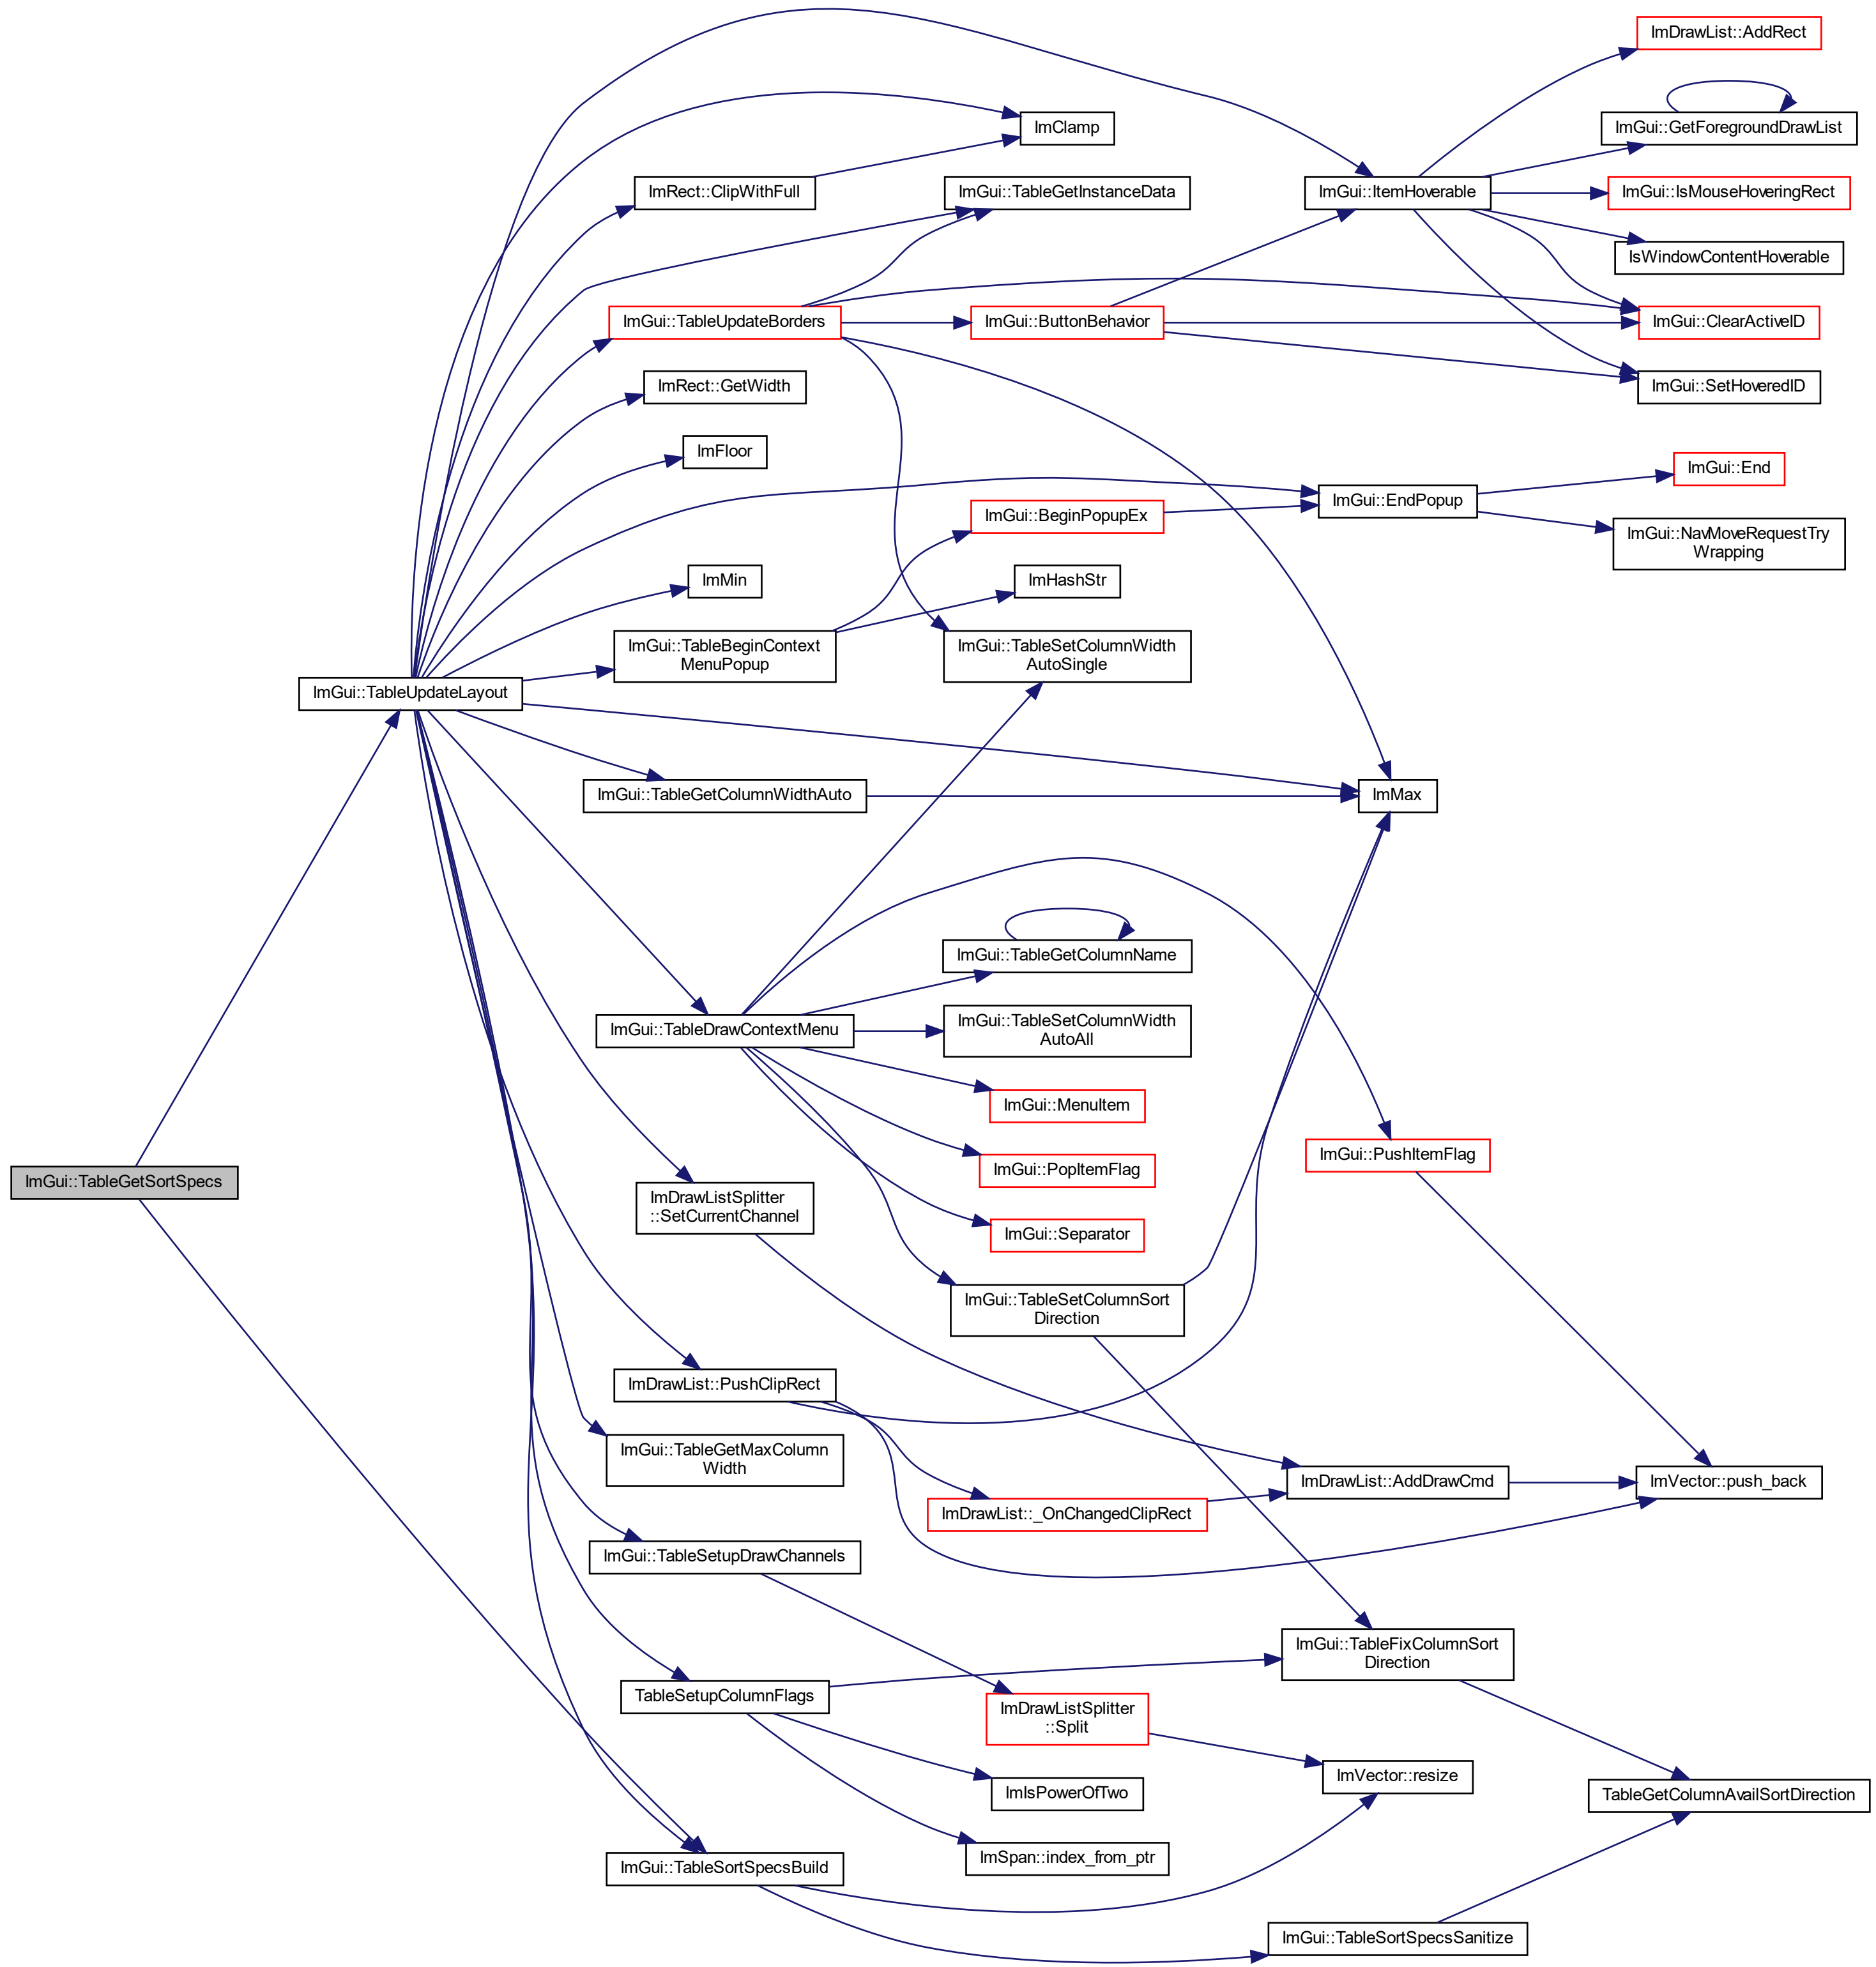 ImDrawList::AddRect
ImGui::GetForegroundDrawList
ImClamp
ImGui::ItemHoverable
ImRect::ClipWithFull
ImGui::TableGetInstanceData
ImGui::IsMouseHoveringRect
IsWindowContentHoverable
ImGui::TableUpdateBorders
ImGui::ButtonBehavior
ImGui::ClearActiveID
ImRect::GetWidth
ImGui::SetHoveredID
ImFloor
ImGui::End
ImGui::BeginPopupEx
ImGui::EndPopup
ImGui::NavMoveRequestTry
Wrapping
ImMin
ImHashStr
ImGui::TableBeginContext
MenuPopup
ImGui::TableSetColumnWidth
AutoSingle
ImGui::TableUpdateLayout
ImGui::TableGetColumnWidthAuto
ImMax
ImGui::TableGetColumnName
ImGui::TableDrawContextMenu
ImGui::TableSetColumnWidth
AutoAll
ImGui::MenuItem
ImGui::TableGetSortSpecs
ImGui::PopItemFlag
ImGui::PushItemFlag
ImDrawListSplitter
::SetCurrentChannel
ImGui::Separator
ImGui::TableSetColumnSort
Direction
ImDrawList::PushClipRect
ImGui::TableGetMaxColumn
Width
ImDrawList::_OnChangedClipRect
ImDrawList::AddDrawCmd
ImVector::push_back
ImGui::TableSetupDrawChannels
ImGui::TableFixColumnSort
Direction
TableSetupColumnFlags
ImDrawListSplitter
::Split
ImIsPowerOfTwo
ImVector::resize
TableGetColumnAvailSortDirection
ImSpan::index_from_ptr
ImGui::TableSortSpecsBuild
ImGui::TableSortSpecsSanitize